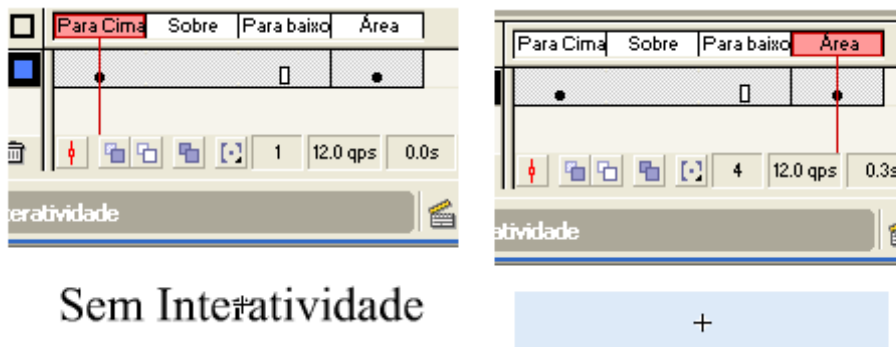 Para Cima Sobre Para baixo Área
1 12.0 qps 0.0s
teratividade
Sem Interatividade
Para Cima Sobre Para baixo Área
4 12.0 qps 0.3s
atividade